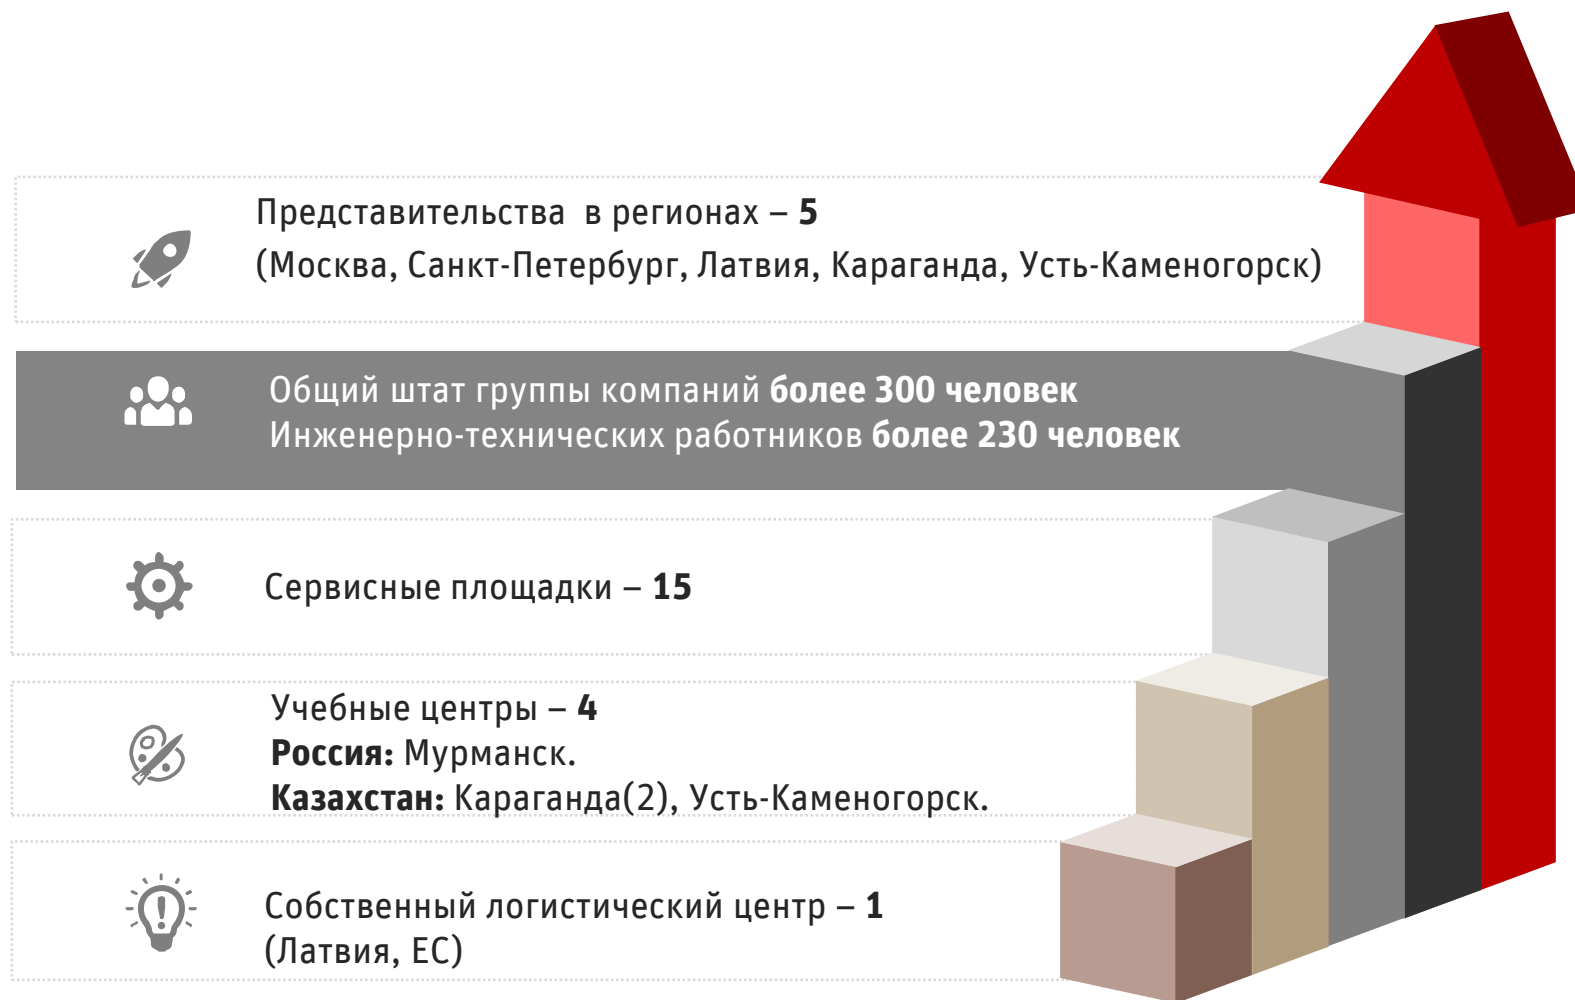 Представительства в регионах – 5
(Москва, Санкт-Петербург, Латвия, Караганда, Усть-Каменогорск)
Общий штат группы компаний более 300 человек
Инженерно-технических работников более 230 человек
Сервисные площадки – 15
Учебные центры – 4
Россия: Мурманск.
Казахстан: Караганда(2), Усть-Каменогорск.
Собственный логистический центр – 1
(Латвия, ЕС)